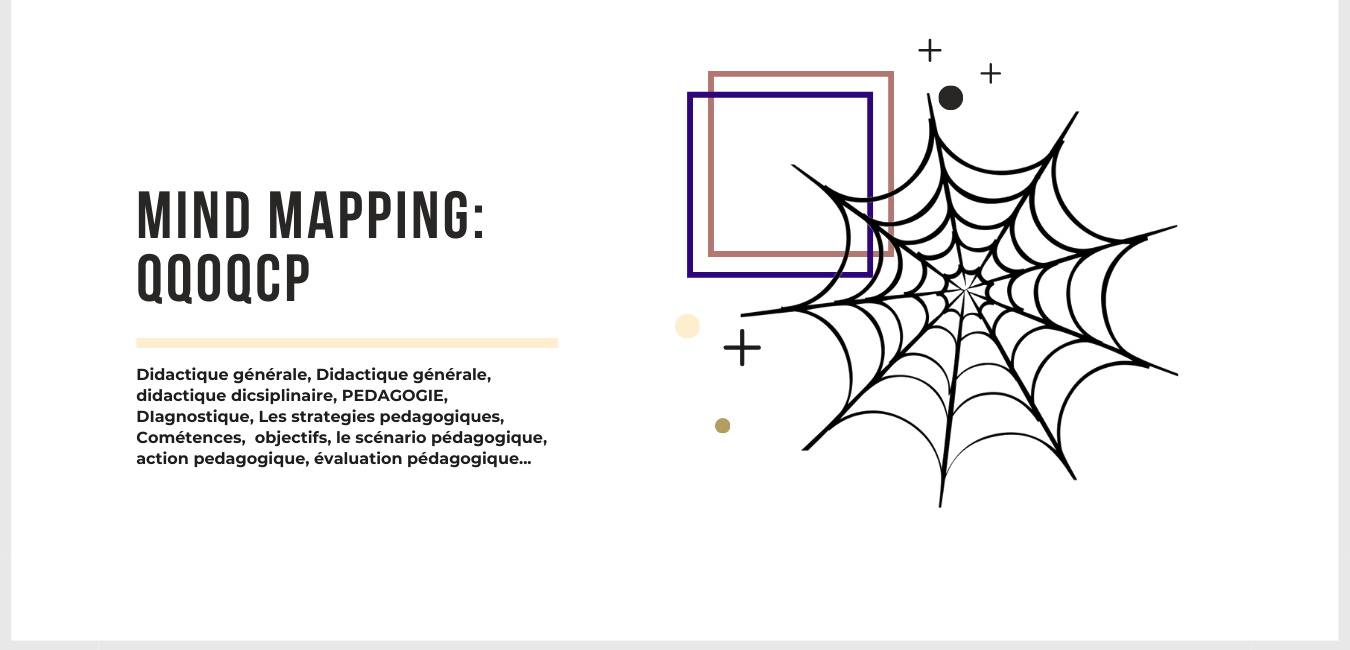 MIND MAPPING:
QQOQCP
Didactique générale, Didactique générale,
didactique dicsiplinaire, PEDAGOGIE,
DIagnostique, Les strategies pedagogiques,
Cométences,  objectifs, le scénario pédagogique,
action pedagogique, évaluation pédagogique...